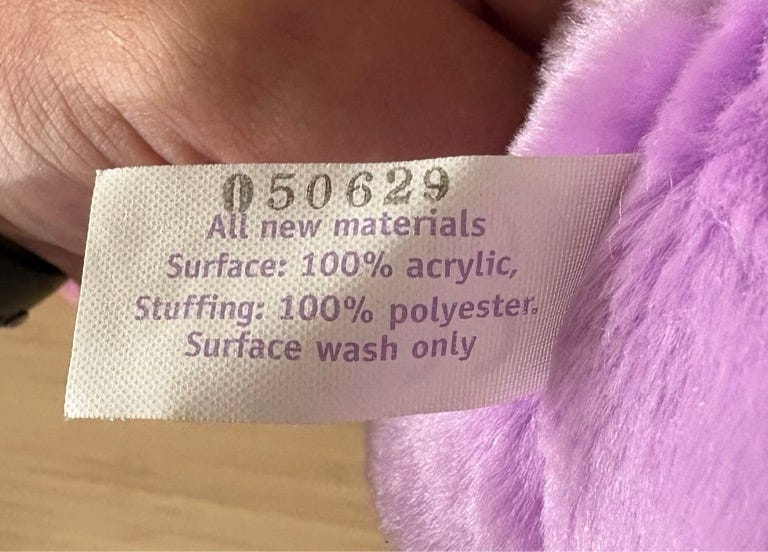 050629
All new materials
Surface: 100% acrylic,
Stuffing: 100% polyester.
Surface wash only